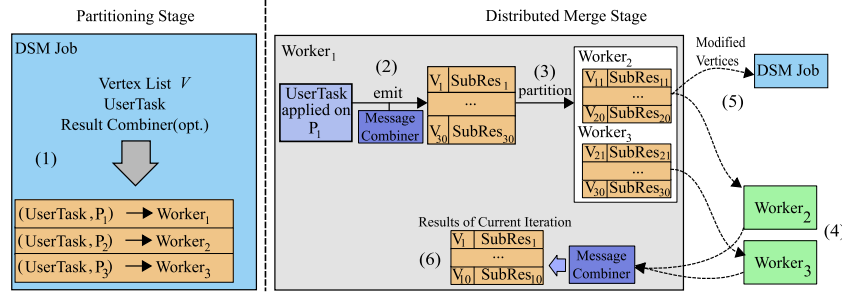 Partitioning Stage
DSM Job
Vertex List V
UserTask
Result Combiner(opt.)
(1)
(UserTask, P1) → Worker1
(UserTask, P2) → Worker2
(UserTask, P3) → Worker3
Distributed Merge Stage
Worker1
UserTask
applied on
P1
(2)
emit
Message
Combiner
V1 SubRes1
...
V30 SubRes30
(3)
partition
Worker2
V11 SubRes11
...
V20 SubRes20
Worker3
V21 SubRes21
...
V30 SubRes30
Modified
Vertices
DSM Job
(5)
Worker2
(4)
Worker3
Message
Combiner
Results of Current Iteration
(6)
V1 SubRes1
...
V10 SubRes10